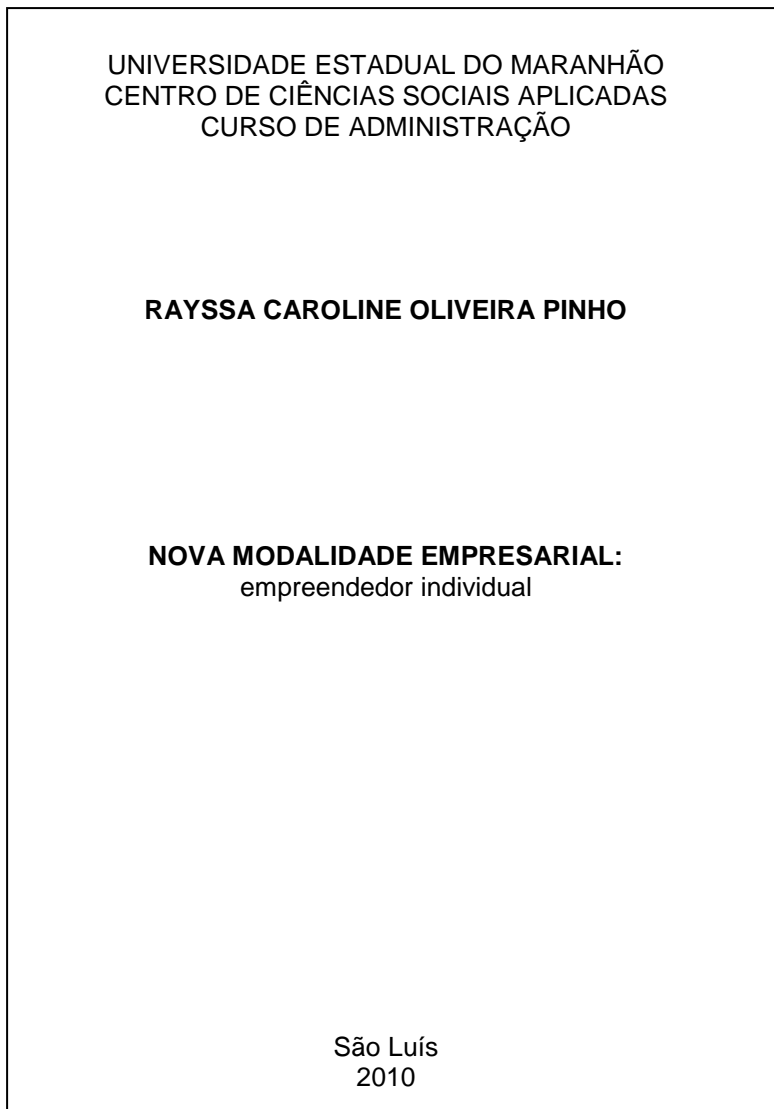 UNIVERSIDADE ESTADUAL DO MARANHÃO
CENTRO DE CIÊNCIAS SOCIAIS APLICADAS
CURSO DE ADMINISTRAÇÃO
RAYSSA CAROLINE OLIVEIRA PINHO
NOVA MODALIDADE EMPRESARIAL:
empreendedor individual
São Luís
2010